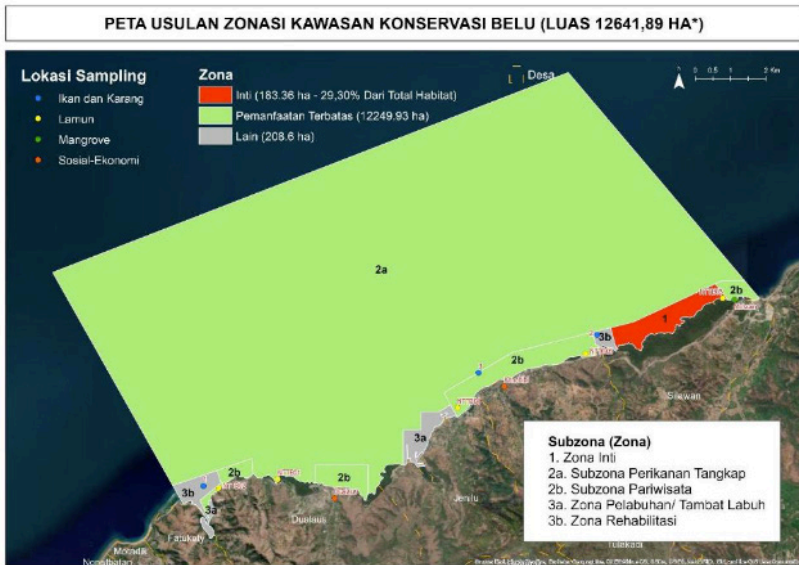 PETA USULAN ZONASI KAWASAN KONSERVASI BELU (LUAS 12641,89 HA*)
Lokasi Sampling
Ikan dan Karang
Lamun
Mangrove
Sosial-Ekonomi
Zona
Inti (183.36 ha - 29,30% Dari Total Habitat)
Pemanfaatan Terbatas (12249.93 ha)
Lain (208.6 ha)
Desa
0 0.5 1 2 Km
2a
2b
1
3b
2b
3a
2b
2b
3b
3a
Silawan
Jenilu
Dualaus
Fatuketi
Motadik
Tulakadi
Subzona (Zona)
1. Zona Inti
2a. Subzona Perikanan Tangkap
2b. Subzona Pariwisata
3a. Zona Pelabuhan/ Tambat Labuh
3b. Zona Rehabilitasi